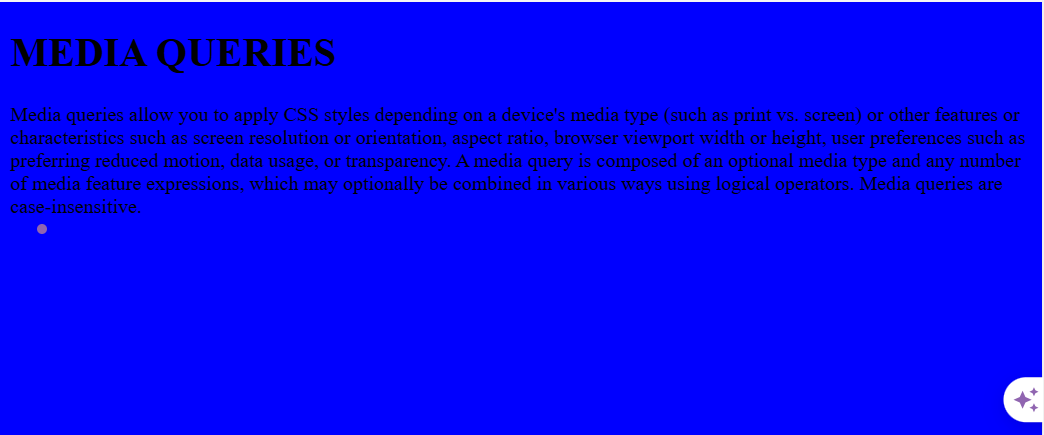 MEDIA QUERIES
Media queries allow you to apply CSS styles depending on a device's media type (such as print vs. screen) or other features or
characteristics such as screen resolution or orientation, aspect ratio, browser viewport width or height, user preferences such as
preferring reduced motion, data usage, or transparency. A media query is composed of an optional media type and any number
of media feature expressions, which may optionally be combined in various ways using logical operators. Media queries are
case-insensitive.